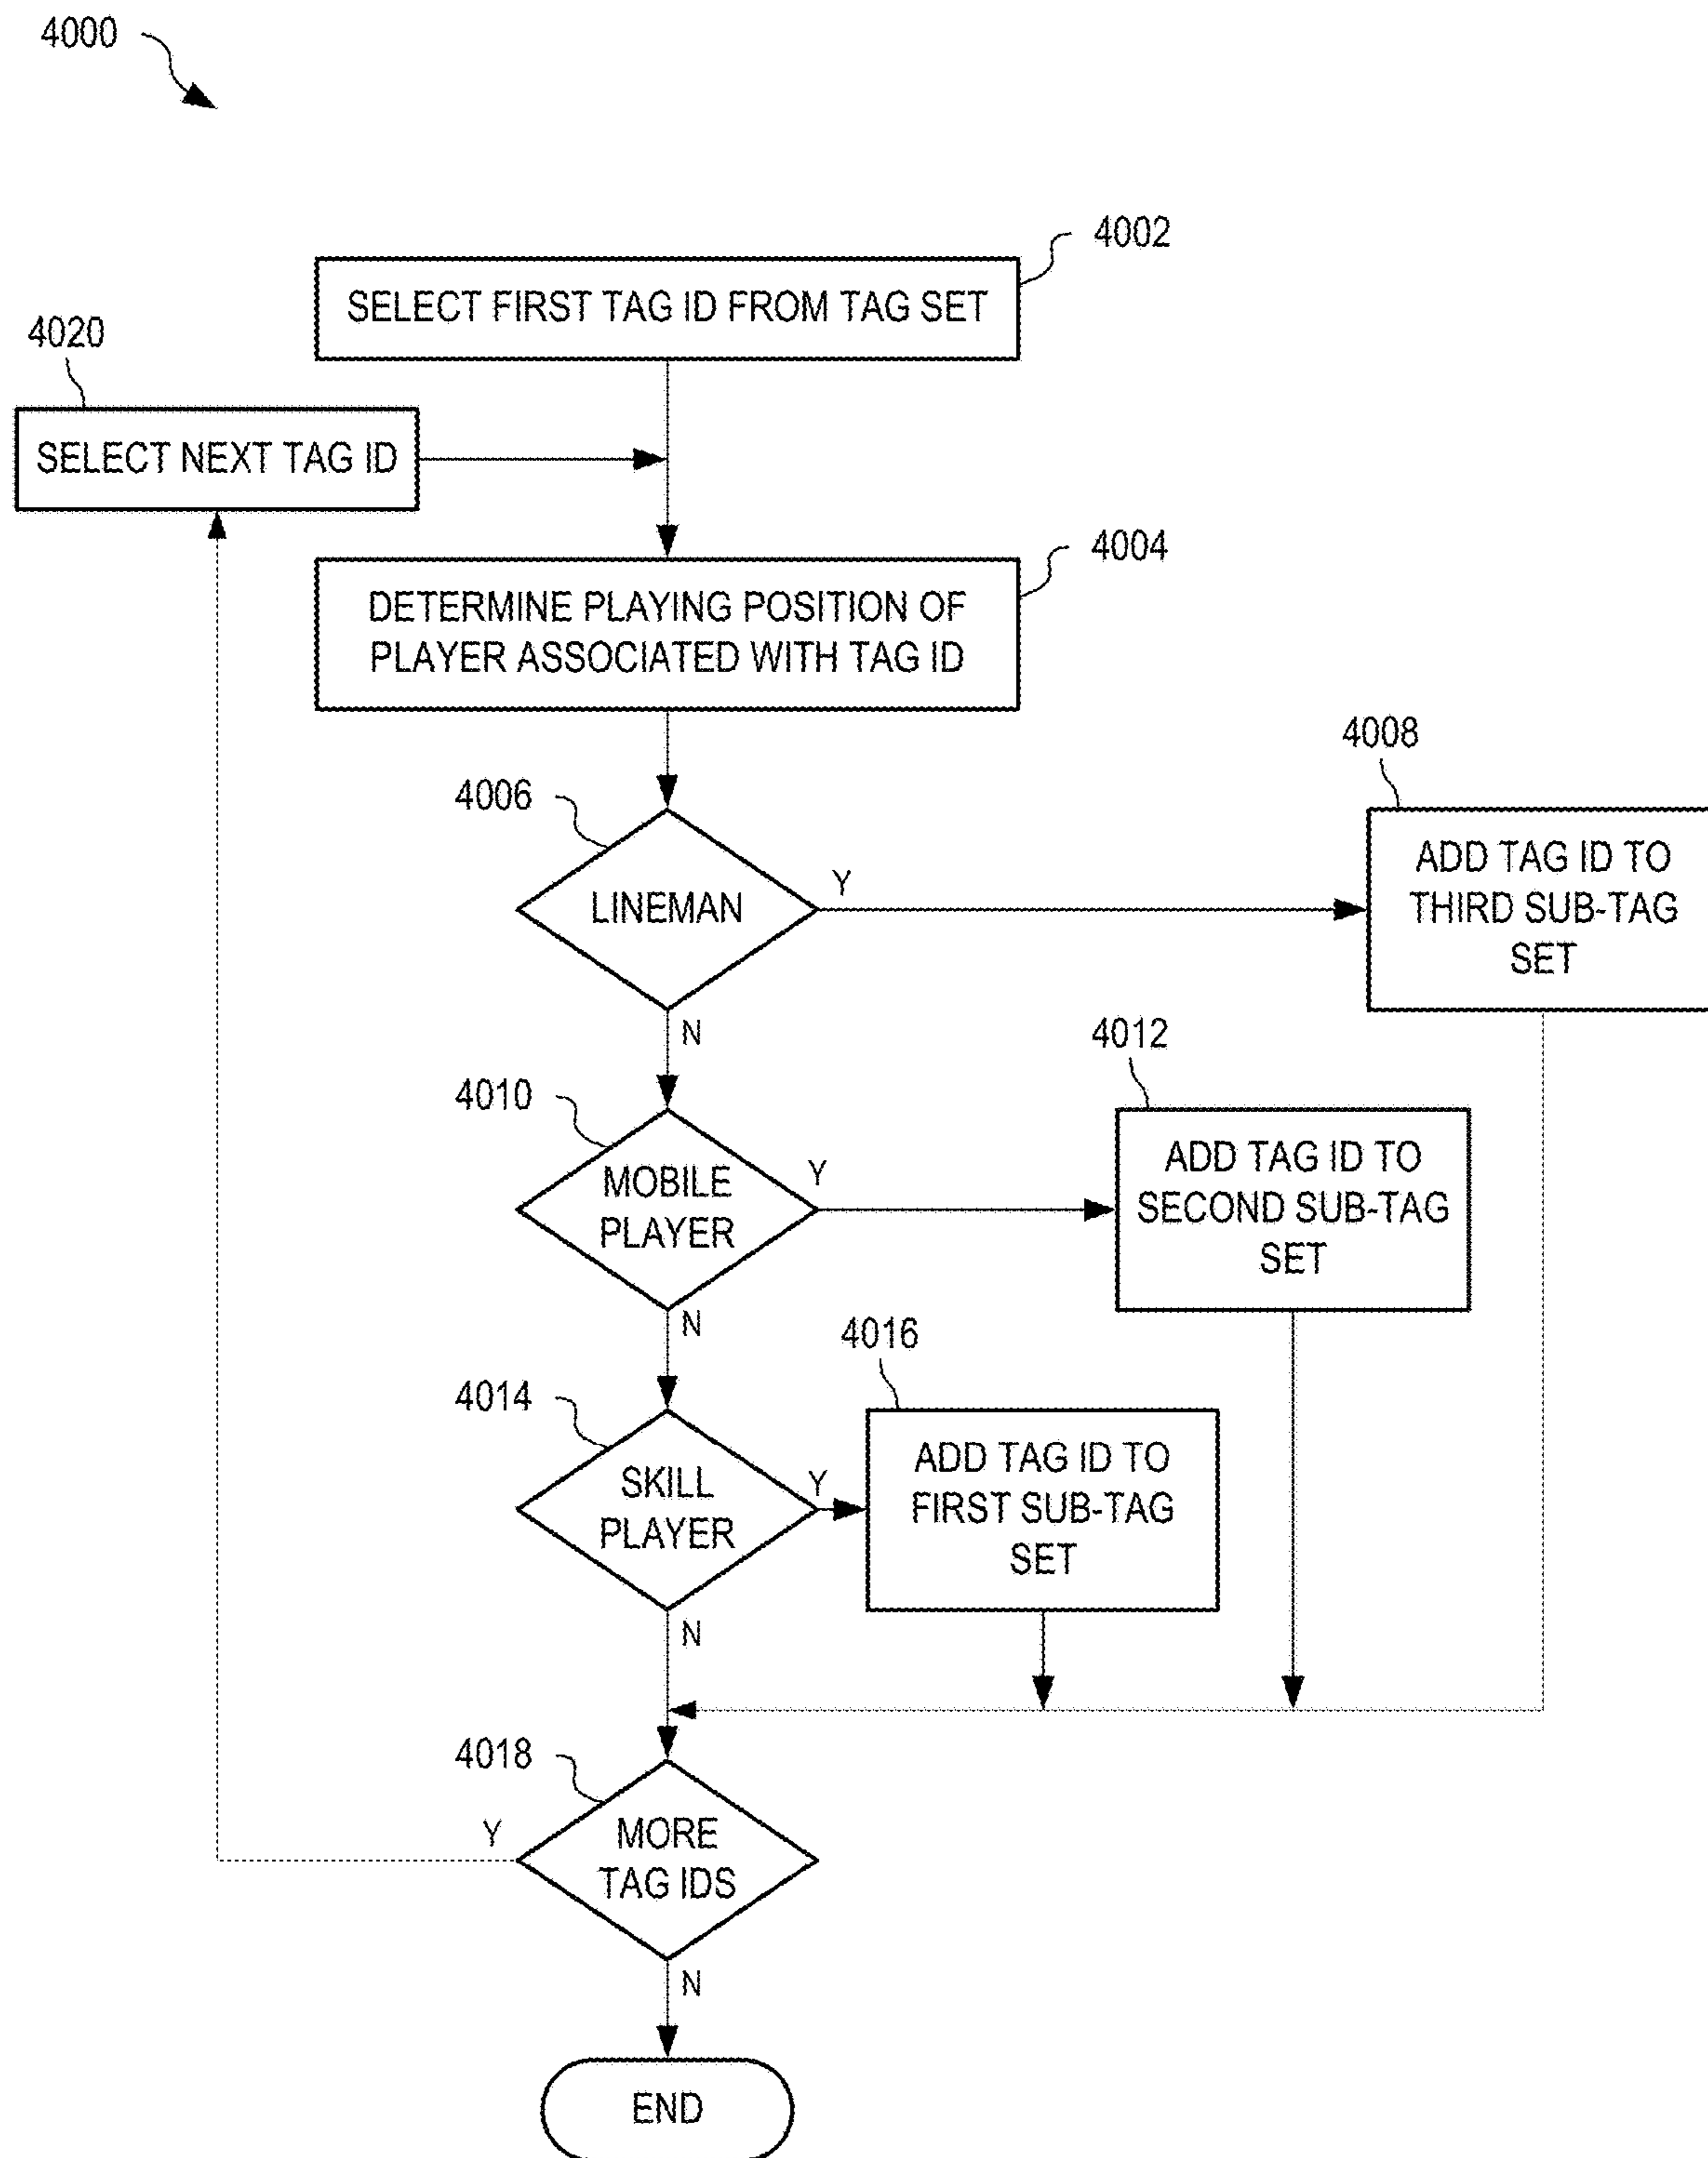 4000
4002
SELECT FIRST TAG ID FROM TAG SET
4020
SELECT NEXT TAG ID
4004
DETERMINE PLAYING POSITION OF
PLAYER ASSOCIATED WITH TAG ID
4008
4006
ADD TAG ID TO
THIRD SUB-TAG
SET
LINEMAN
Y
N
4012
4010
ADD TAG ID TO
SECOND SUB-TAG
SET
MOBILE
PLAYER
Y
N
4016
4014
ADD TAG ID TO
FIRST SUB-TAG
SET
SKILL
PLAYER
Y
N
4018
Y
MORE
TAG IDS
N
END